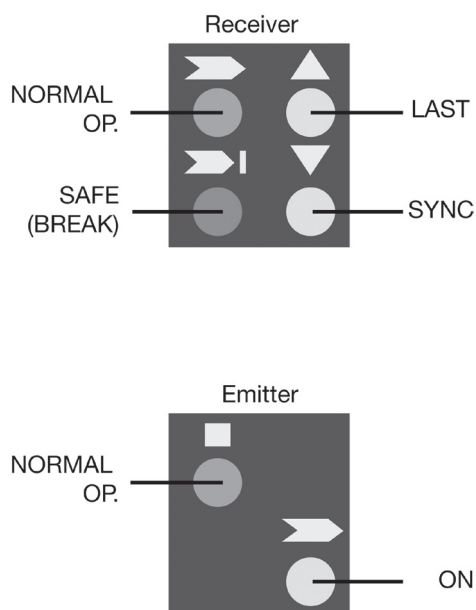 Receiver
NORMAL
OP.
LAST
SAFE
(BREAK)
SYNC
Emitter
NORMAL
OP.
ON